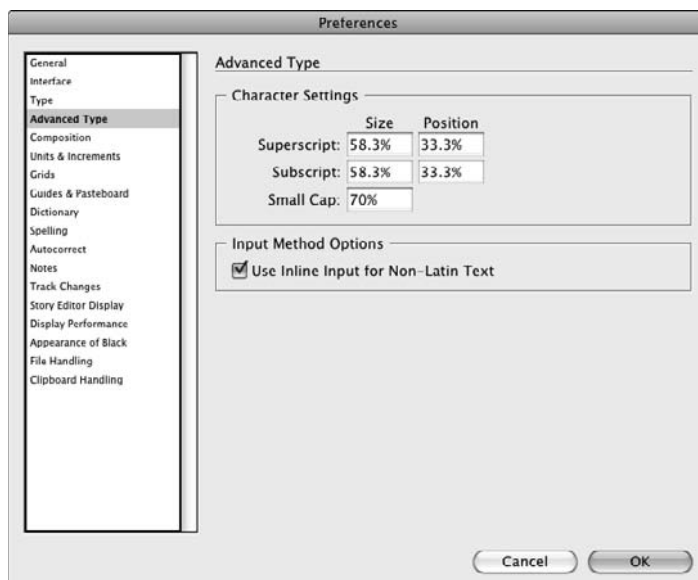 Preferences
General
Interface
Type
Advanced Type
Composition
Units & Increments
Grids
Guides & Pasteboard
Dictionary
Spelling
Autocorrect
Notes
Track Changes
Story Editor Display
Display Performance
Appearance of Black
File Handling
Clipboard Handling
Advanced Type
Character Settings
Size Position
Superscript: 58.3% 33.3%
Subscript: 58.3% 33.3%
Small Cap: 70%
Input Method Options
Use Inline Input for Non-Latin Text
Cancel OK